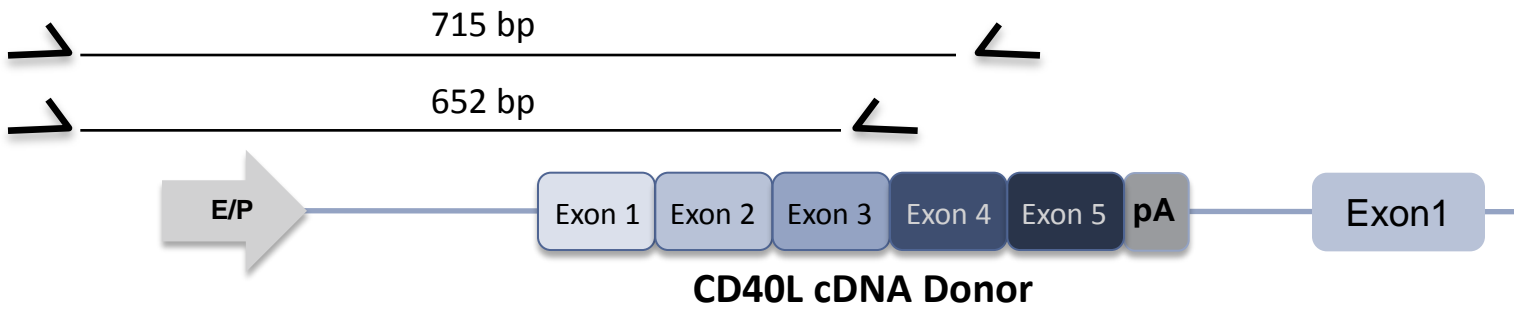 715 bp
652 bp
E/P
Exon 1 Exon 2 Exon 3 Exon 4 Exon 5 pA Exon1
CD40L cDNA Donor